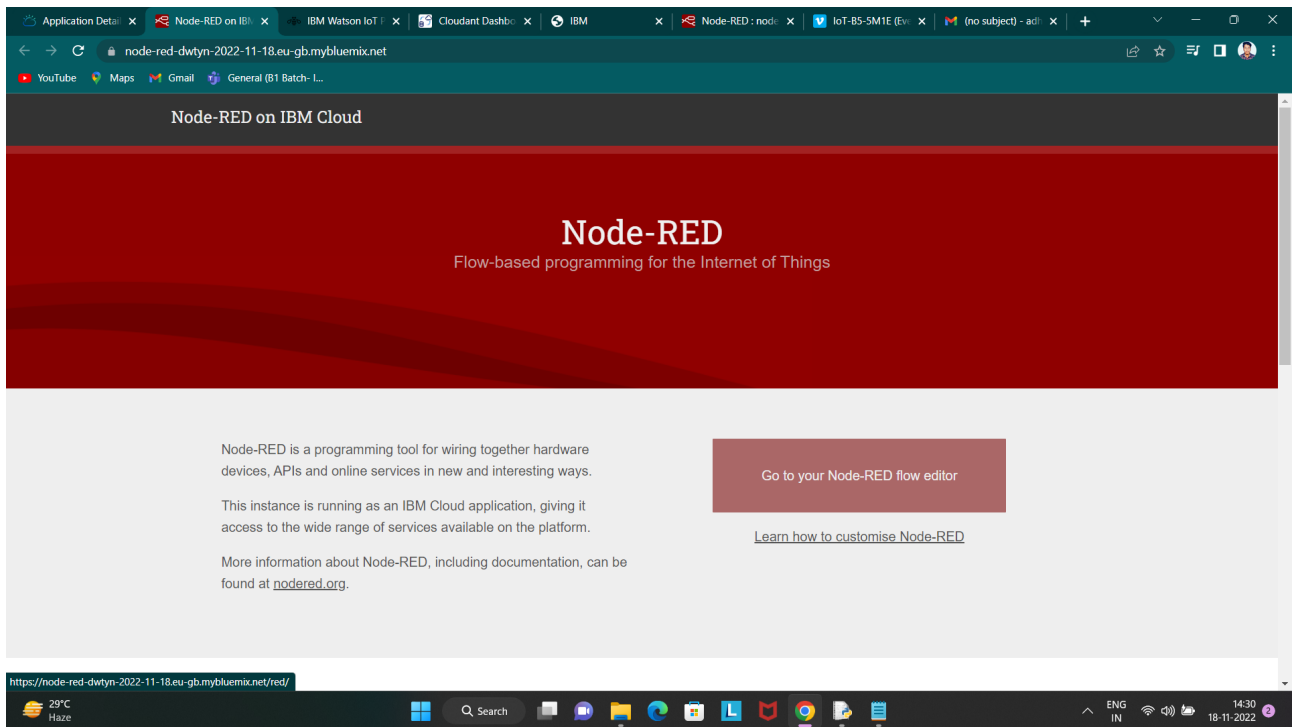 Application Detail
Node-RED on IBM
IBM Watson IoT P
Cloudant Dashbo
IBM
Node-RED : node
IoT-B5-5M1E (Eve
(no subject) - adh
node-red-dwtyn-2022-11-18.eu-gb.mybluemix.net
YouTube
Maps
Gmail
General (B1 Batch- I...
Node-RED on IBM Cloud
Node-RED
Flow-based programming for the Internet of Things
Node-RED is a programming tool for wiring together hardware
devices, APIs and online services in new and interesting ways.
This instance is running as an IBM Cloud application, giving it
access to the wide range of services available on the platform.
More information about Node-RED, including documentation, can be
found at nodered.org.
Go to your Node-RED flow editor
Learn how to customise Node-RED
https://node-red-dwtyn-2022-11-18.eu-gb.mybluemix.net/red/
29°C
Haze
Search
L
ENG
IN
14:30
18-11-2022
2